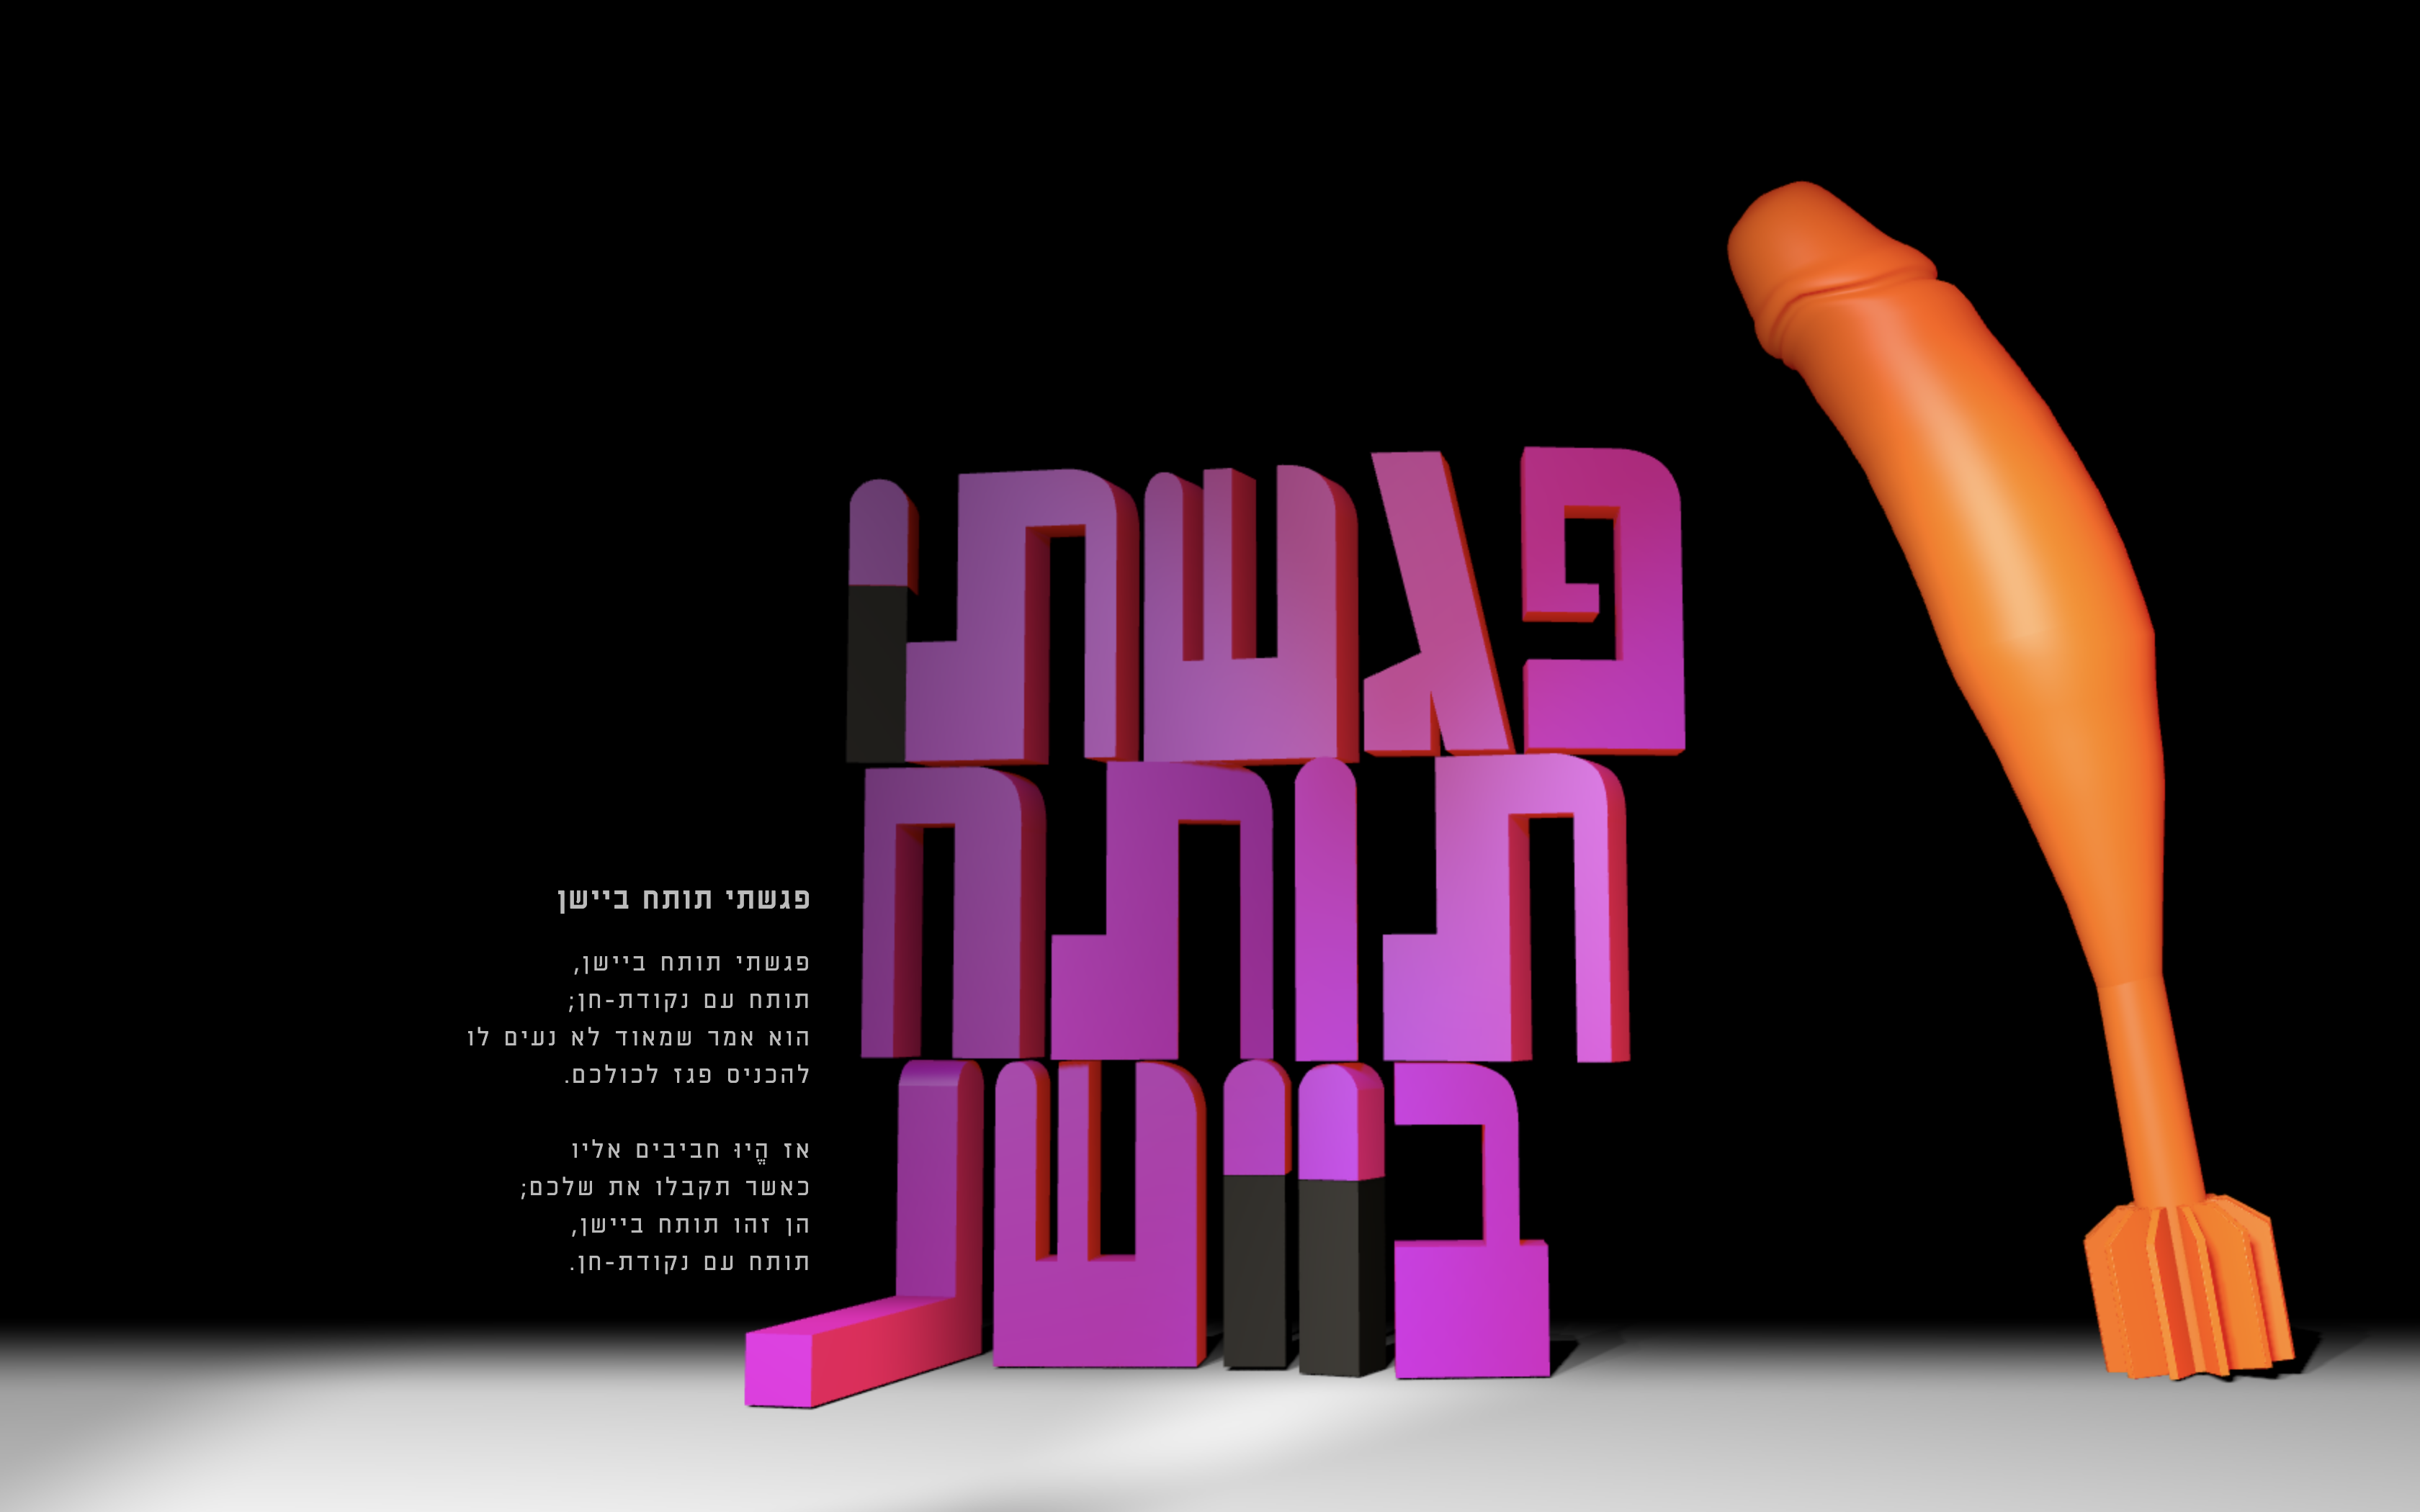 פגשתי
תותח
ביישן
פגשתי תותח ביישן
פגשתי תותח ביישן,
תותח עם נקודת-חן;
הוא אמר שמאוד לא נעים לו
להכניס פגז לכולכם.
אז הֱיוּ חביבים אליו
כאשר תקבלו את שלכם;
הן זהו תותח ביישן,
תותח עם נקודת-חן.